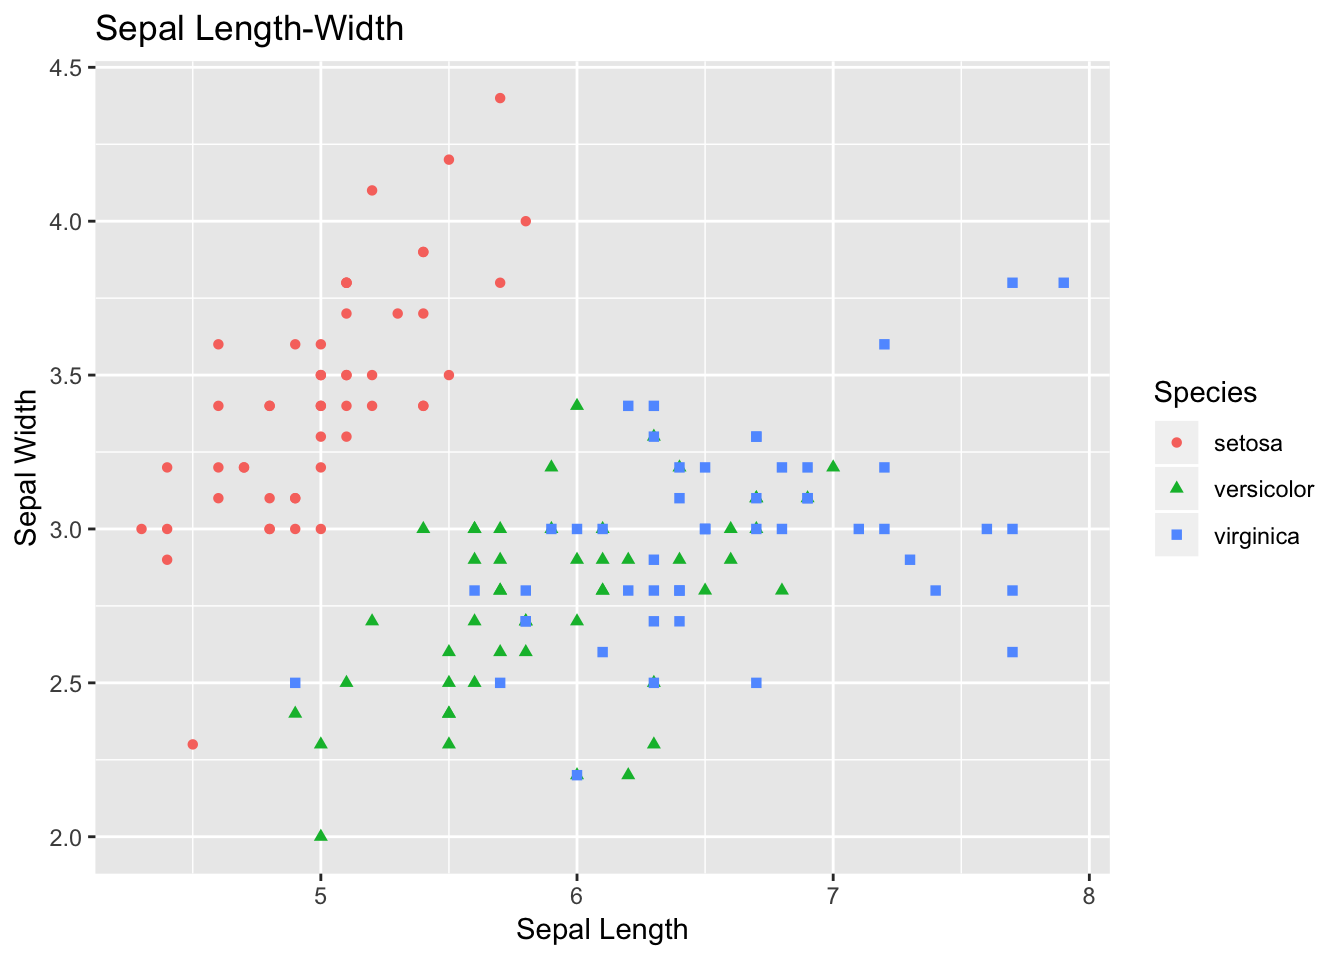 Sepal Length-Width
4.5
4.0
3.5
3.0
2.5
2.0
Sepal Width
5 6 7 8
Sepal Length
Species
setosa
versicolor
virginica